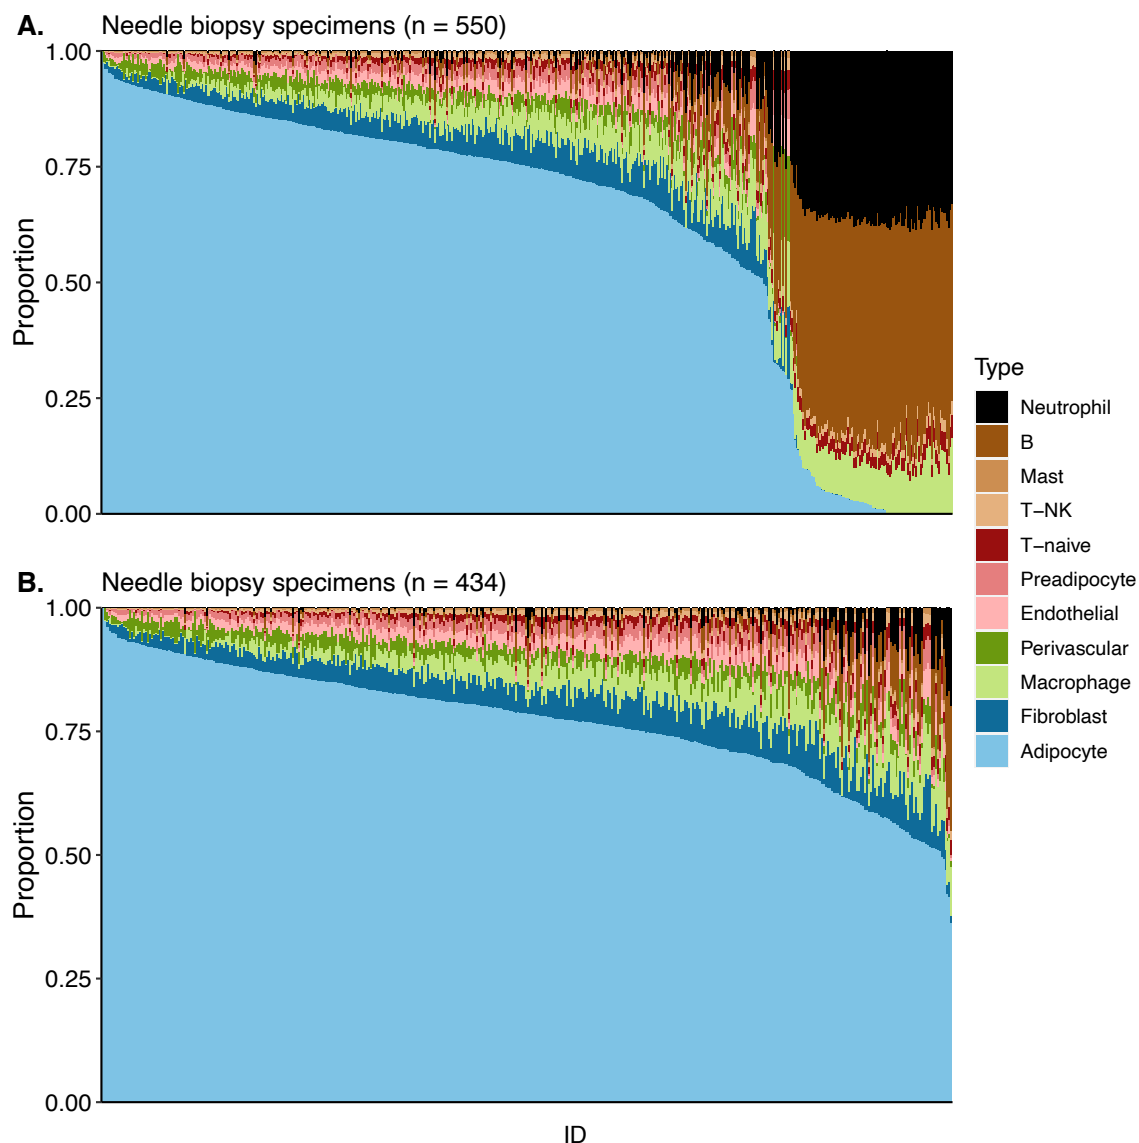 A.
Needle biopsy specimens (n = 550)
1.00
0.75
0.50
0.25
0.00
Proportion
B.
Needle biopsy specimens (n = 434)
1.00
0.75
0.50
0.25
0.00
Proportion
ID
Type
Neutrophil
B
Mast
T−NK
T−naive
Preadipocyte
Endothelial
Perivascular
Macrophage
Fibroblast
Adipocyte